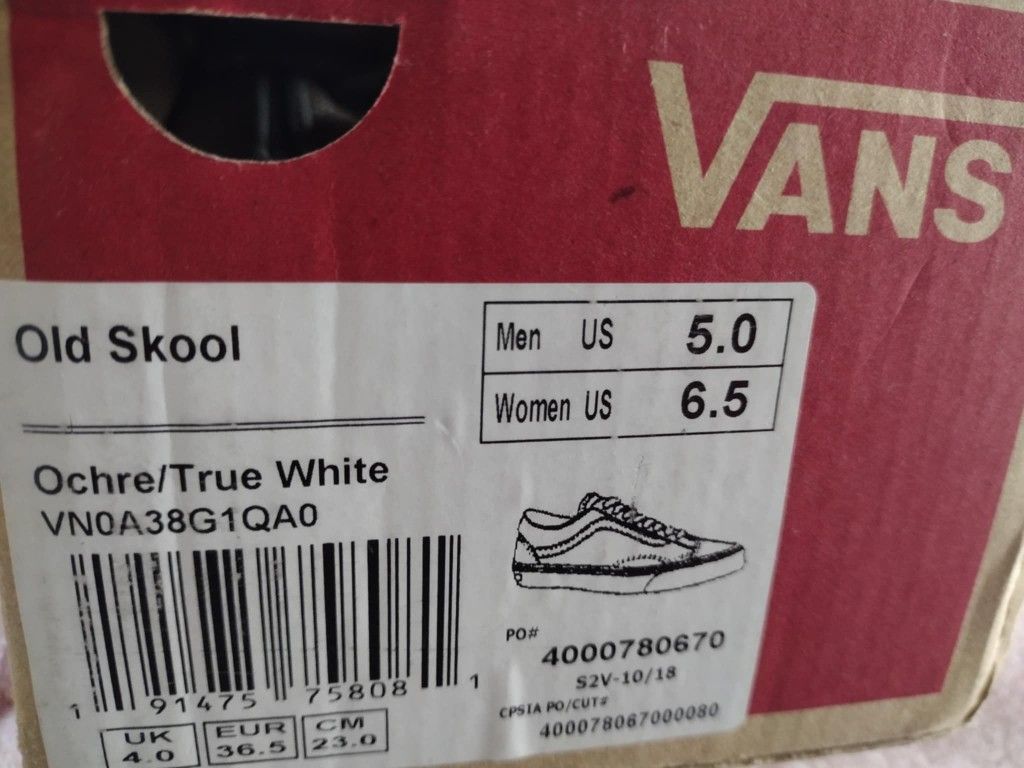 VANS
Old Skool
Men US 5.0
Women US 6.5
Ochre/True White
VN0A38G1QA0
1 91475 75808 1
PO#
4000780670
S2V-10/18
CPSIA PO/CUT#
400078067000080
UK EUR CM
4.0 36.5 23.0